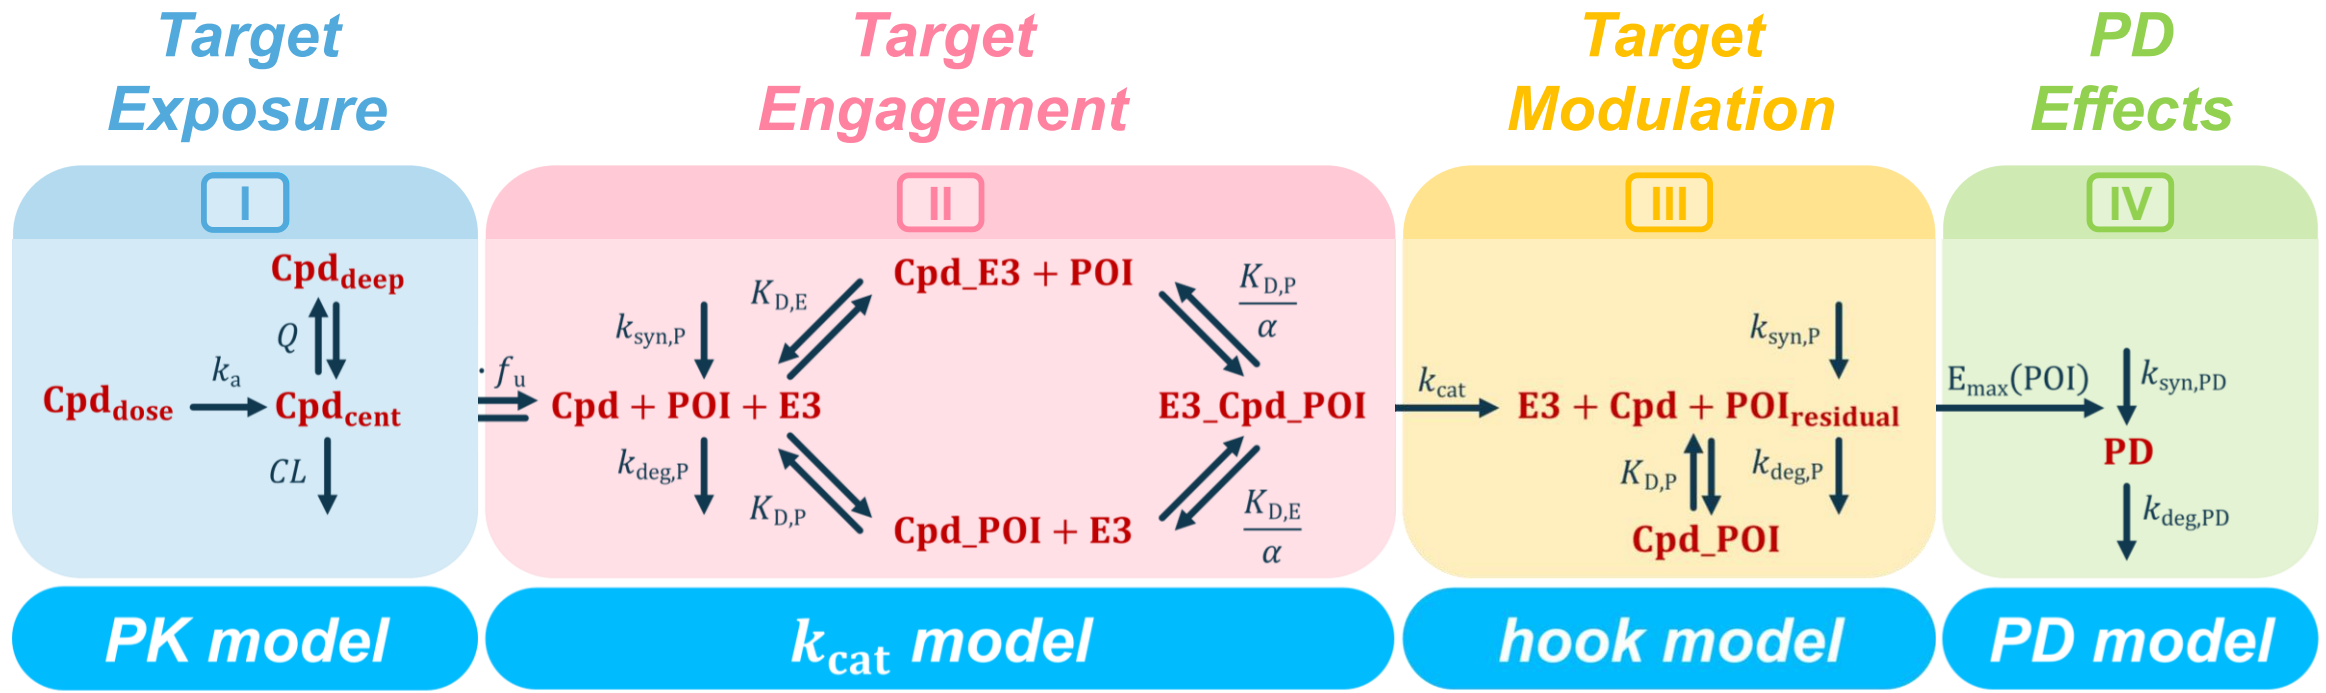 Target
Exposure
Target
Engagement
Target
Modulation
PD
Effects
I
II
III
IV
Cpd_deep
Q
k_a
Cpd_dose
Cpd_cent
CL
· f_u
k_syn,P
K_D,E
Cpd_E3 + POI
K_D,P
α
Cpd + POI + E3
E3_Cpd_POI
k_deg,P
K_D,P
Cpd_POI + E3
K_D,E
α
k_cat
k_syn,P
E3 + Cpd + POI_residual
K_D,P
k_deg,P
Cpd_POI
E_max(POI)
k_syn,PD
PD
k_deg,PD
PK model
k_cat model
hook model
PD model